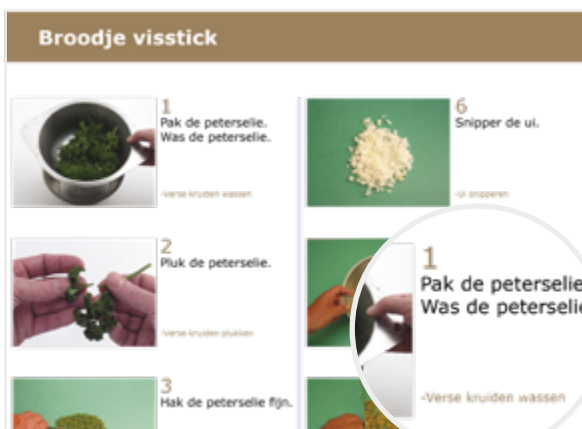 Broodje visstick
1
Pak de peterselie.
Was de peterselie.
-Verse kruiden wassen
2
Pluk de peterselie.
-Verse kruiden plukken
3
Hak de peterselie fijn.
6
Snipper de ui.
-Ui snipperen
1
Pak de peterselie
Was de peterselie
-Verse kruiden wassen